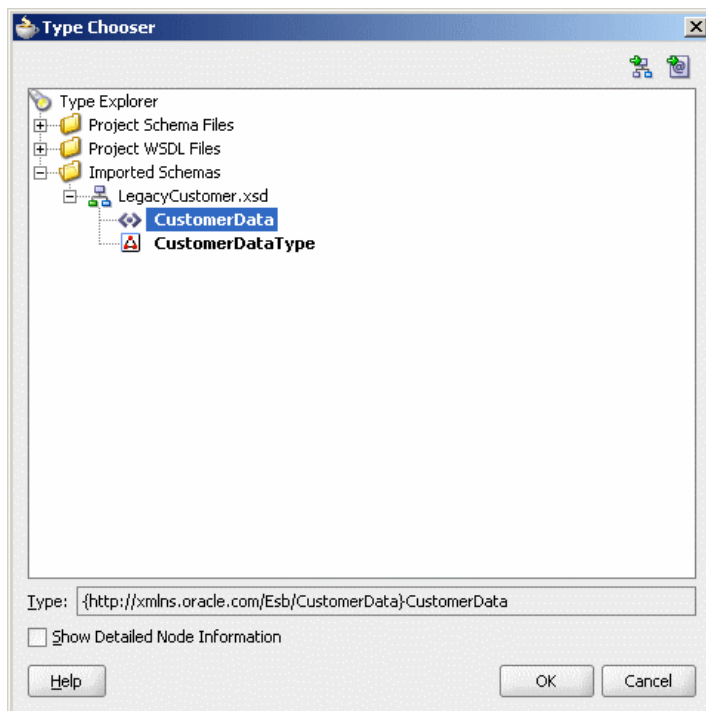 Type Chooser
Type Explorer
Project Schema Files
Project WSDL Files
Imported Schemas
LegacyCustomer.xsd
CustomerData
CustomerDataType
Type: {http://xmlns.oracle.com/Esb/CustomerData}CustomerData
Show Detailed Node Information
Help OK Cancel